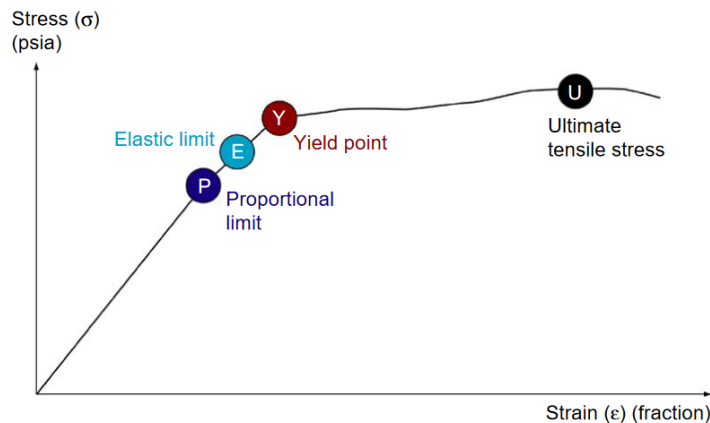 Stress (σ)
(psia)
Y
U
Elastic limit
E
Yield point
Ultimate
tensile stress
P
Proportional
limit
Strain (ε) (fraction)